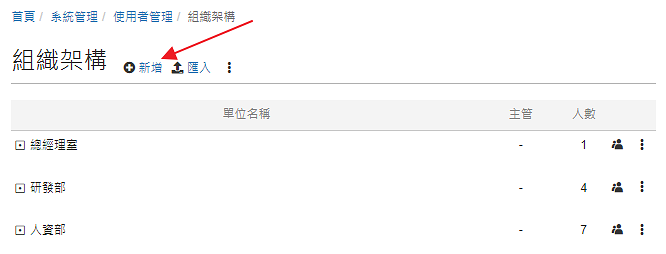 首頁 / 系統管理 / 使用者管理 / 組織架構
組織架構 新增 匯入
單位名稱 主管 人數
總經理室 - 1
研發部 - 4
人資部 - 7